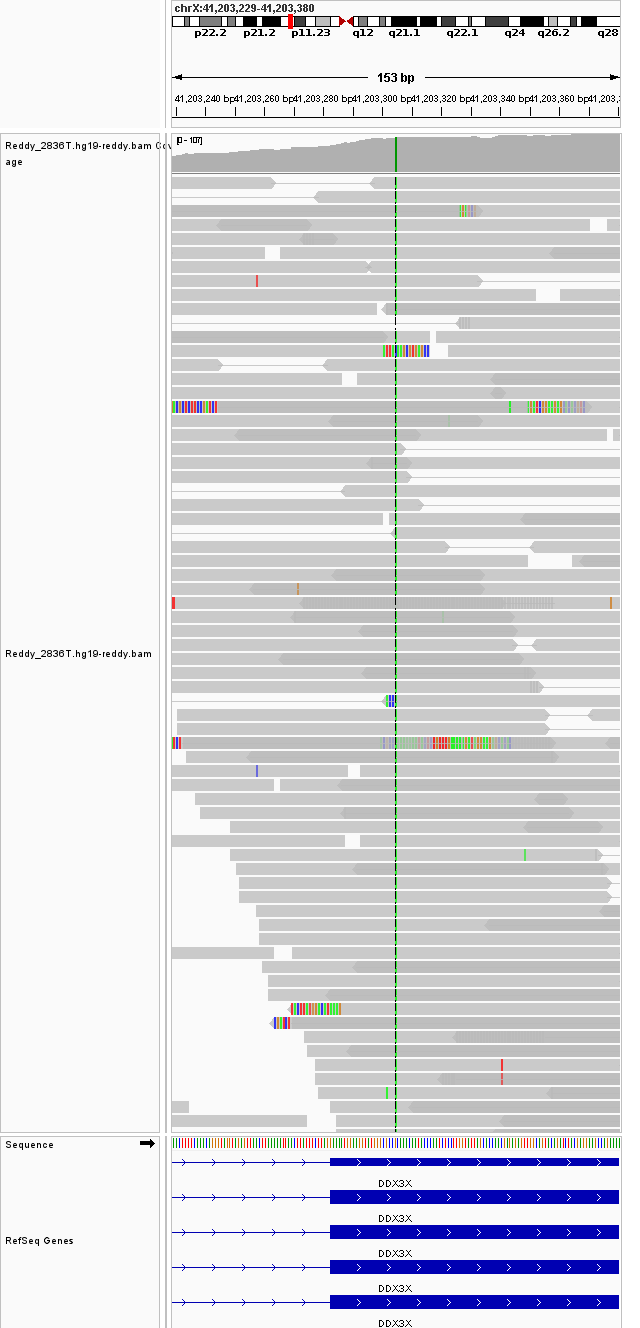 chrX:41,203,229-41,203,380
p22.2 p21.2 p11.23 q12 q21.1 q22.1 q24 q26.2 q28
153 bp
41,203,240 bp 41,203,260 bp 41,203,280 bp 41,203,300 bp 41,203,320 bp 41,203,340 bp 41,203,360 bp
[0 - 107]
Reddy_2836T.hg19-reddy.bam Cov
age
Reddy_2836T.hg19-reddy.bam
Sequence
DDX3X
DDX3X
RefSeq Genes
DDX3X
DDX3X
DDX3X